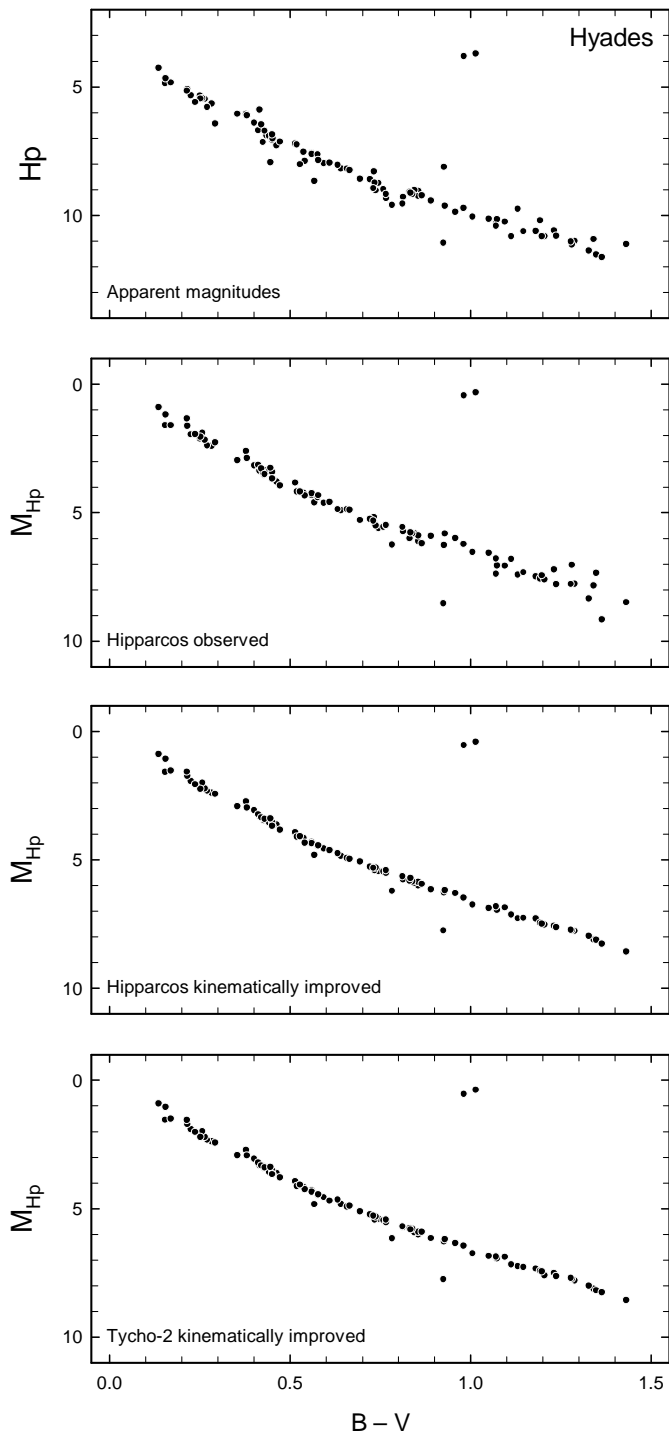 Hyades
5
10
Hp
Apparent magnitudes
0
5
10
M_Hp
Hipparcos observed
0
5
10
M_Hp
Hipparcos kinematically improved
0
5
10
M_Hp
Tycho-2 kinematically improved
0.0 0.5 1.0 1.5
B – V